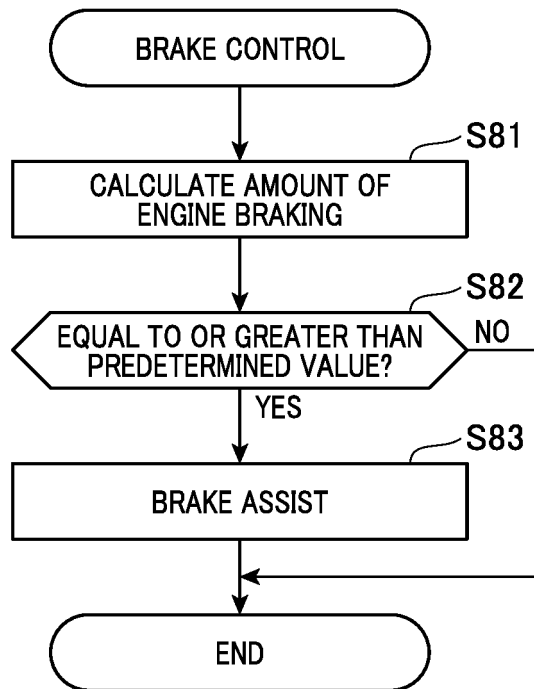 BRAKE CONTROL
S81
CALCULATE AMOUNT OF
ENGINE BRAKING
S82
EQUAL TO OR GREATER THAN
PREDETERMINED VALUE?
NO
YES
S83
BRAKE ASSIST
END